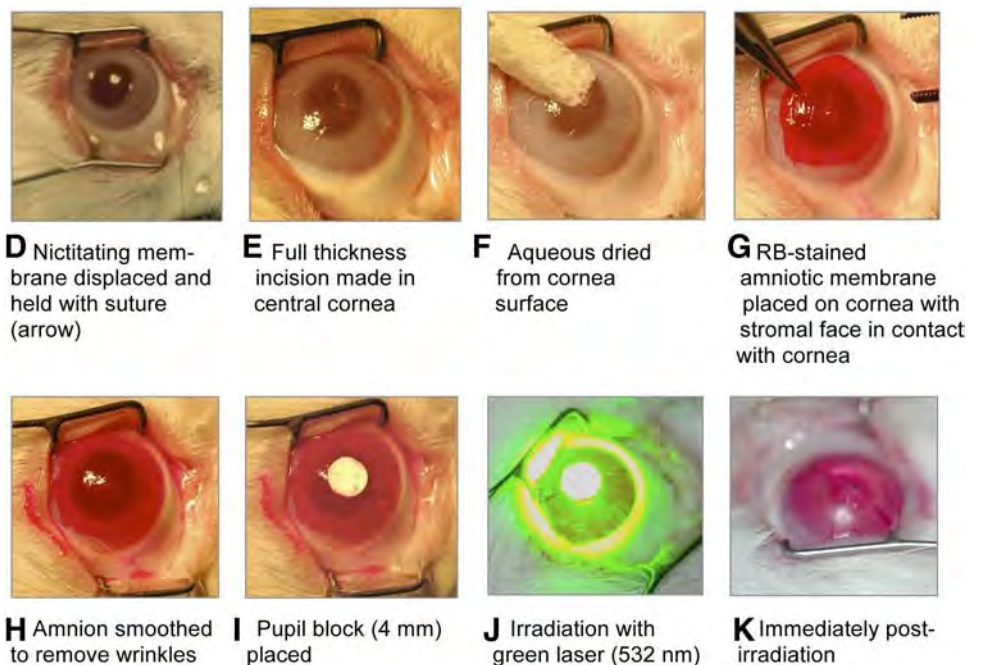 D Nictitating mem-
brane displaced and
held with suture
(arrow)
E Full thickness
incision made in
central cornea
F Aqueous dried
from cornea
surface
G RB-stained
amniotic membrane
placed on cornea with
stromal face in contact
with cornea
H Amnion smoothed
to remove wrinkles
I Pupil block (4 mm)
placed
J Irradiation with
green laser (532 nm)
K Immediately post-
irradiation